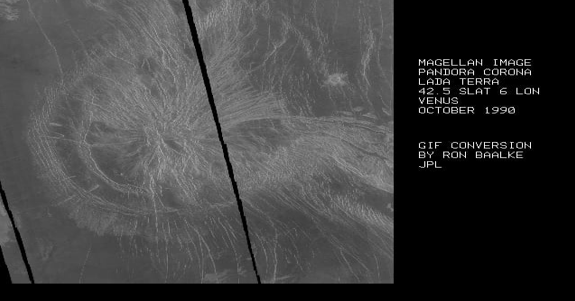 MAGELLAN IMAGE
PANDORA CORONA
LADA TERRA
42.5 SLAT 6 LON
VENUS
OCTOBER 1990
GIF CONVERSION
BY RON BAALKE
JPL